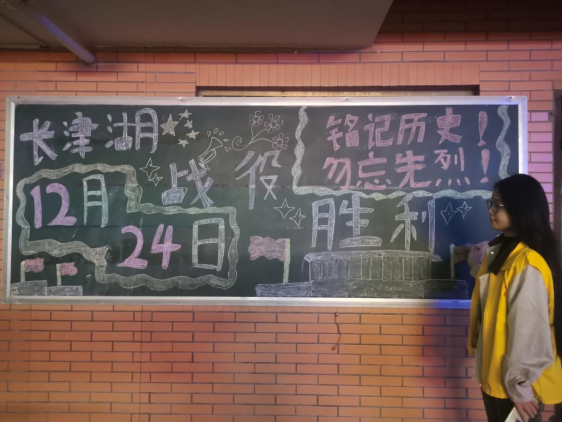 长津湖
战役
胜利
12月
24日
铭记历史！
勿忘先烈！